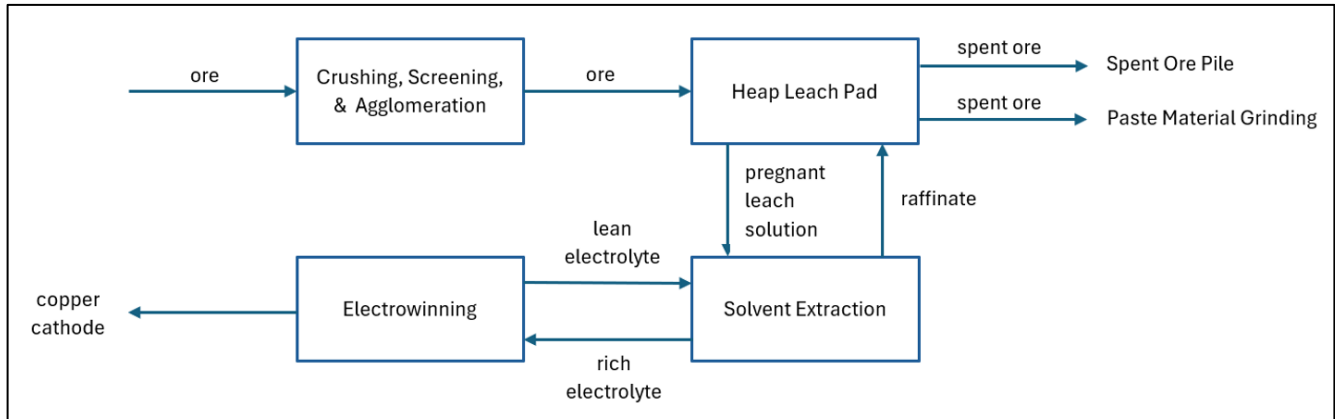 ore
Crushing, Screening,
& Agglomeration
ore
Heap Leach Pad
spent ore
Spent Ore Pile
spent ore
Paste Material Grinding
pregnant
leach
solution
raffinate
lean
electrolyte
copper
cathode
Electrowinning
Solvent Extraction
rich
electrolyte